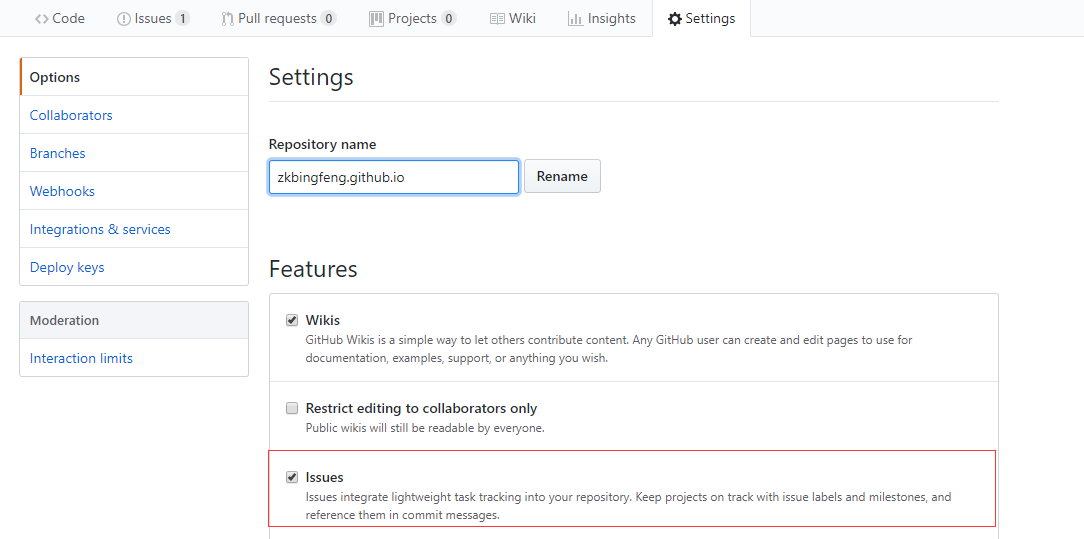 Code Issues 1 Pull requests 0 Projects 0 Wiki Insights Settings
Options
Collaborators
Branches
Webhooks
Integrations & services
Deploy keys
Moderation
Interaction limits
Settings
Repository name
zkbingfeng.github.io Rename
Features
Wikis
GitHub Wikis is a simple way to let others contribute content. Any GitHub user can create and edit pages to use for
documentation, examples, support, or anything you wish.
Restrict editing to collaborators only
Public wikis will still be readable by everyone.
Issues
Issues integrate lightweight task tracking into your repository. Keep projects on track with issue labels and milestones, and
reference them in commit messages.